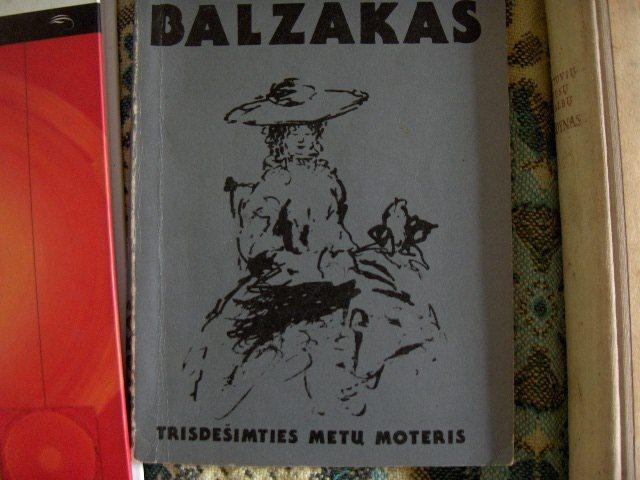 BALZAKAS
TRISDEŠIMTIES METŲ MOTERIS